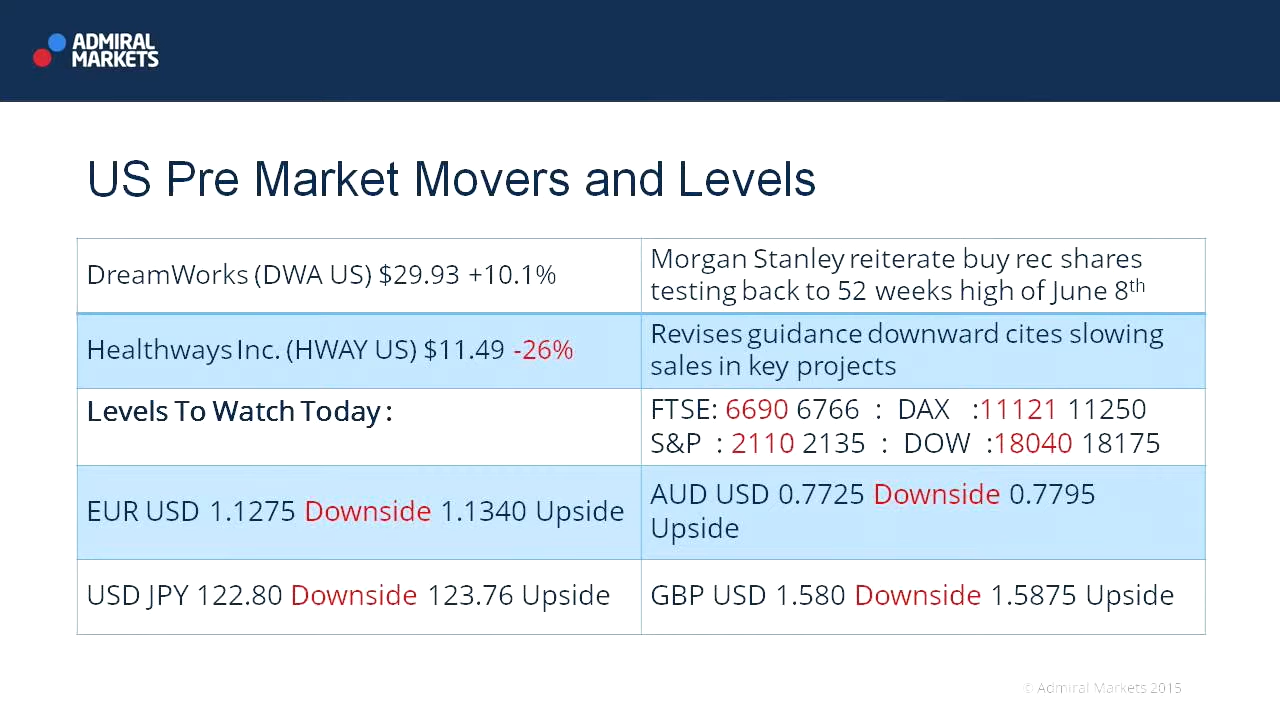 ADMIRAL
MARKETS
US Pre Market Movers and Levels
DreamWorks (DWA US) $29.93 +10.1%
Morgan Stanley reiterate buy rec shares
testing back to 52 weeks high of June 8th
Healthways Inc. (HWAY US) $11.49 -26%
Revises guidance downward cites slowing
sales in key projects
Levels To Watch Today :
FTSE: 6690 6766 : DAX :11121 11250
S&P : 2110 2135 : DOW :18040 18175
EUR USD 1.1275 Downside 1.1340 Upside
AUD USD 0.7725 Downside 0.7795
Upside
USD JPY 122.80 Downside 123.76 Upside
GBP USD 1.580 Downside 1.5875 Upside
© Admiral Markets 2015